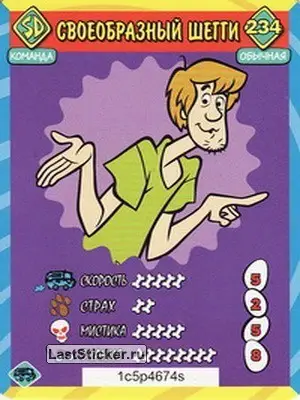 SD СВОЕОБРАЗНЫЙ ШЕГГИ 234
КОМАНДА ОБЫЧНАЯ
СКОРОСТЬ 5
СТРАХ 2
МИСТИКА 5
8
LastSticker.ru
1c5p4674s